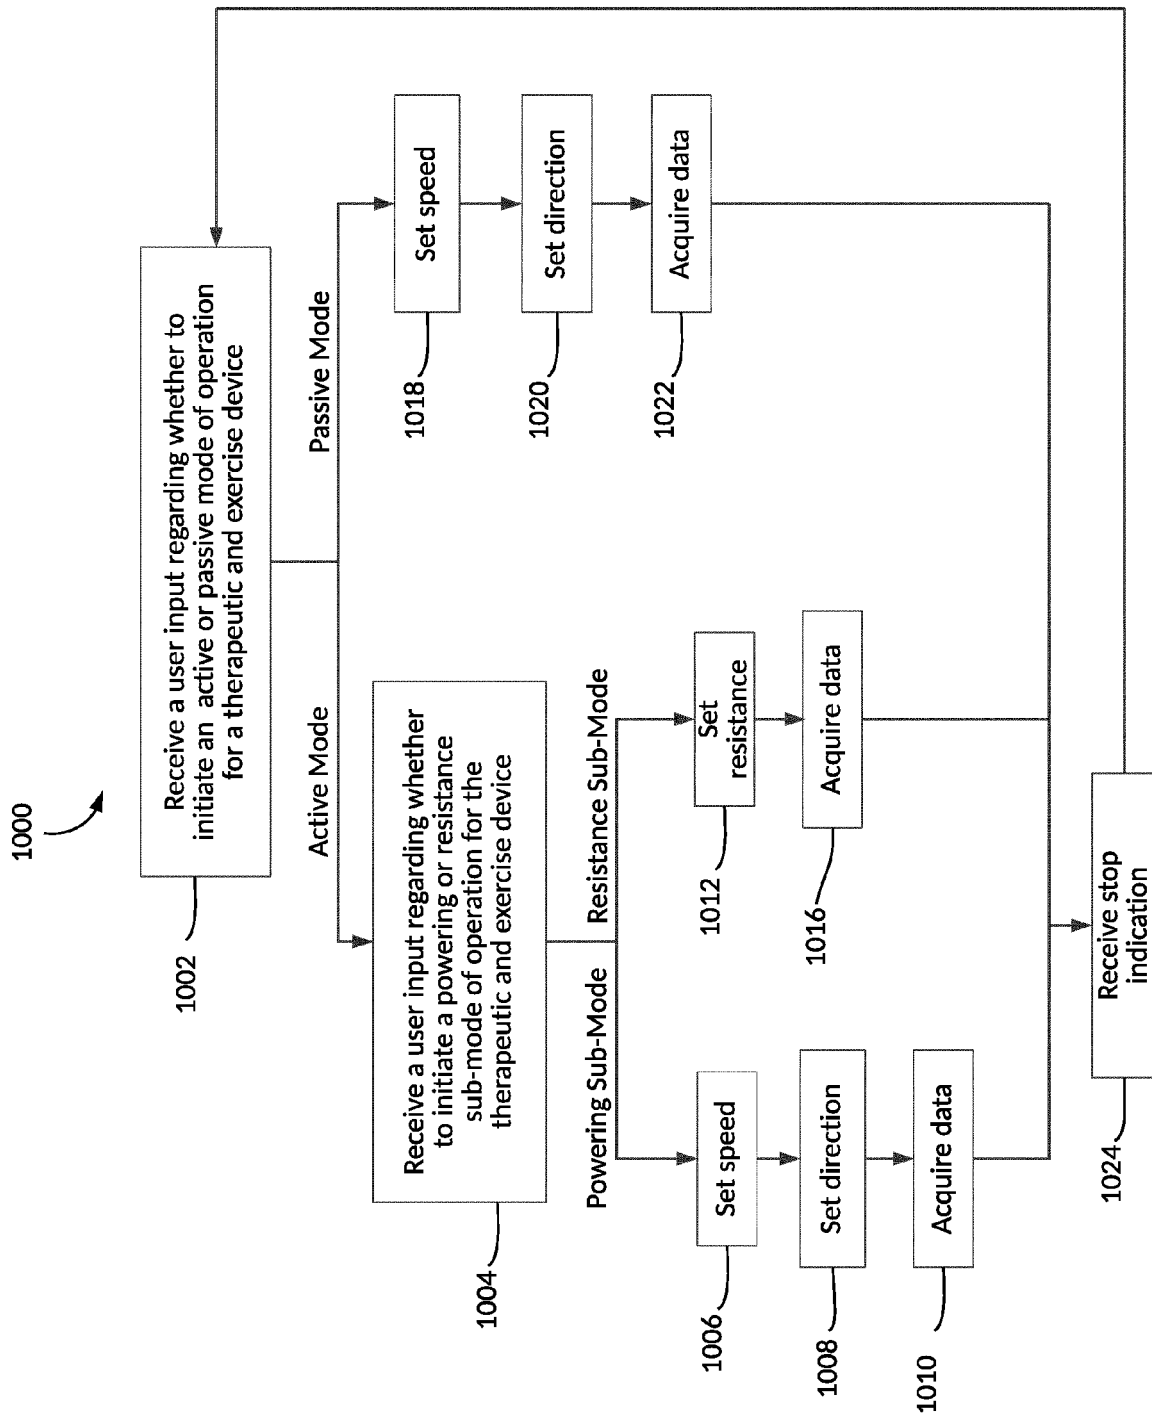 1000
Receive a user input regarding whether to
initiate an active or passive mode of operation
for a therapeutic and exercise device
1002
Active Mode
Passive Mode
Receive a user input regarding whether
to initiate a powering or resistance
sub-mode of operation for the
therapeutic and exercise device
1004
Set speed
1018
Set direction
1020
Acquire data
1022
Powering Sub-Mode
Resistance Sub-Mode
Set speed
1006
Set direction
1008
Acquire data
1010
Set
resistance
1012
Acquire data
1016
Receive stop
indication
1024